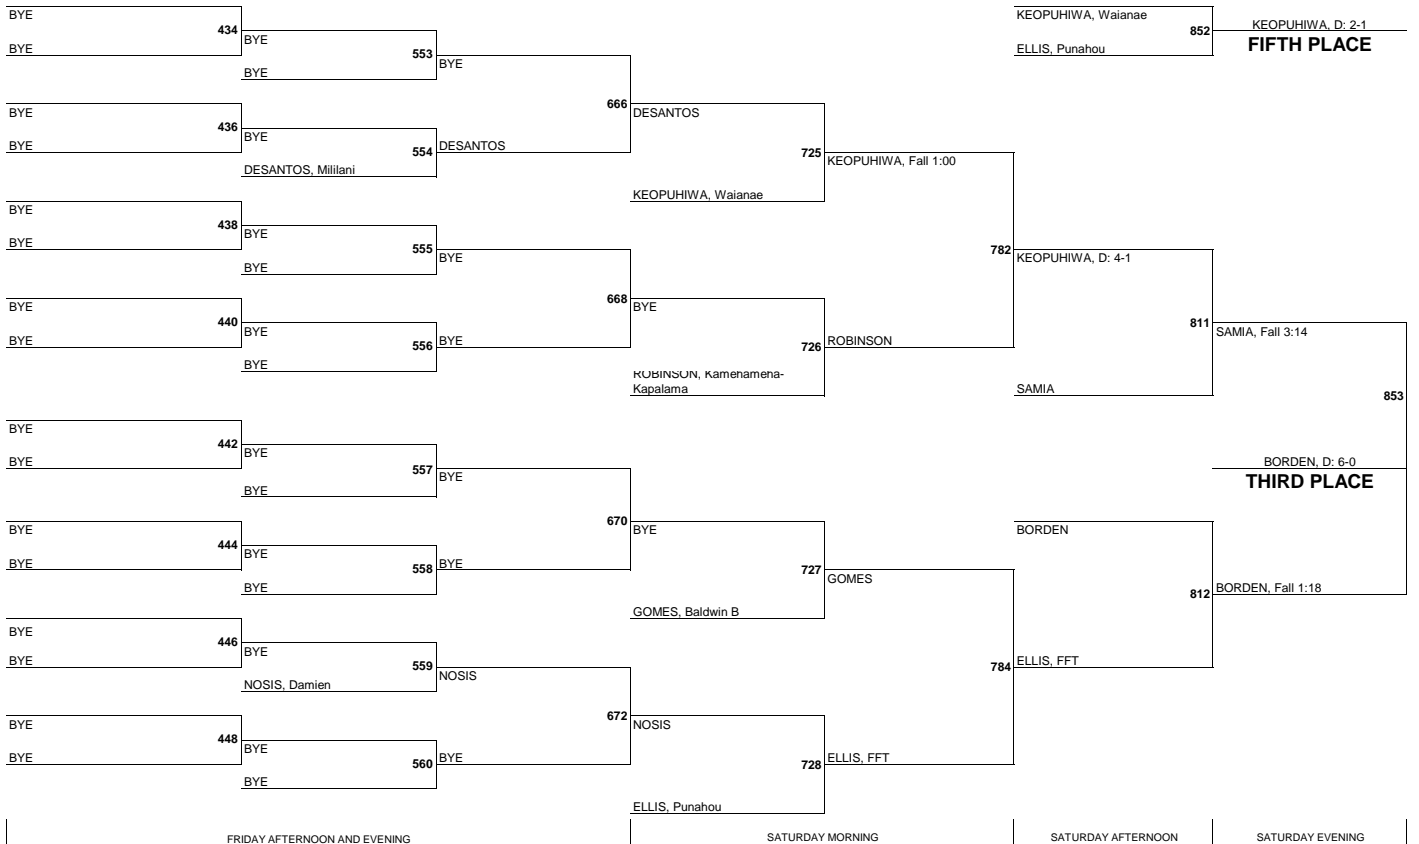 BYE
434
BYE
BYE
553
BYE
BYE
BYE
436
BYE
BYE
554
DESANTOS
DESANTOS, Mililani
666
DESANTOS
725
KEOPUHIWA, Fall 1:00
KEOPUHIWA, Waianae
BYE
438
BYE
BYE
555
BYE
BYE
BYE
440
BYE
BYE
556
BYE
BYE
668
BYE
726
ROBINSON
ROBINSON, Kamehameha-
Kapalama
782
KEOPUHIWA, D: 4-1
811
SAMIA, Fall 3:14
SAMIA
BYE
442
BYE
BYE
557
BYE
BYE
BYE
444
BYE
BYE
558
BYE
BYE
670
BYE
727
GOMES
GOMES, Baldwin B
BYE
446
BYE
BYE
559
NOSIS
NOSIS, Damien
BYE
448
BYE
BYE
560
BYE
BYE
672
NOSIS
728
ELLIS, FFT
ELLIS, Punahou
784
ELLIS, FFT
BORDEN
812
BORDEN, Fall 1:18
853
BORDEN, D: 6-0
THIRD PLACE
KEOPUHIWA, Waianae
852
ELLIS, Punahou
KEOPUHIWA, D: 2-1
FIFTH PLACE
FRIDAY AFTERNOON AND EVENING
SATURDAY MORNING
SATURDAY AFTERNOON
SATURDAY EVENING